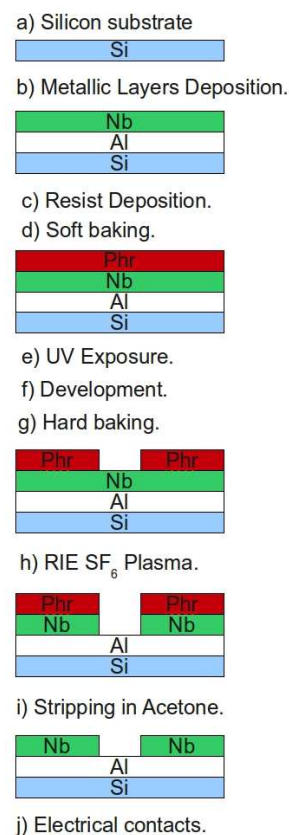 a) Silicon substrate
Si
b) Metallic Layers Deposition.
Nb
Al
Si
c) Resist Deposition.
d) Soft baking.
Phr
Nb
Al
Si
e) UV Exposure.
f) Development.
g) Hard baking.
Phr Phr
Nb
Al
Si
h) RIE SF6 Plasma.
Phr Phr
Nb Nb
Al
Si
i) Stripping in Acetone.
Nb Nb
Al
Si
j) Electrical contacts.